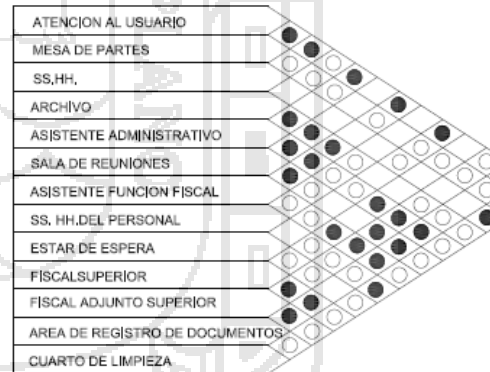 ATENCION AL USUARIO
MESA DE PARTES
SS,HH,
ARCHIVO
ASISTENTE ADMINISTRATIVO
SALA DE REUNIONES
ASISTENTE FUNCION FISCAL
SS. HH.DEL PERSONAL
ESTAR DE ESPERA
FISCALSUPERIOR
FISCAL ADJUNTO SUPERIOR
AREA DE REGISTRO DE DOCUMENTOS
CUARTO DE LIMPIEZA